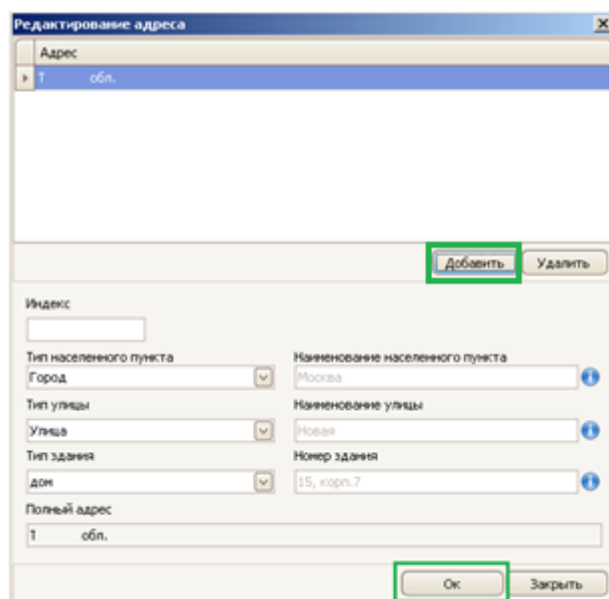 Редактирование адреса
Адрес
Т обл.
Добавить Удалить
Индекс
Тип населенного пункта Наименование населенного пункта
Город Москва
Тип улицы Наименование улицы
Улица Новая
Тип здания Номер здания
дом 15, корп.7
Полный адрес
Т обл.
Ок Закрыть